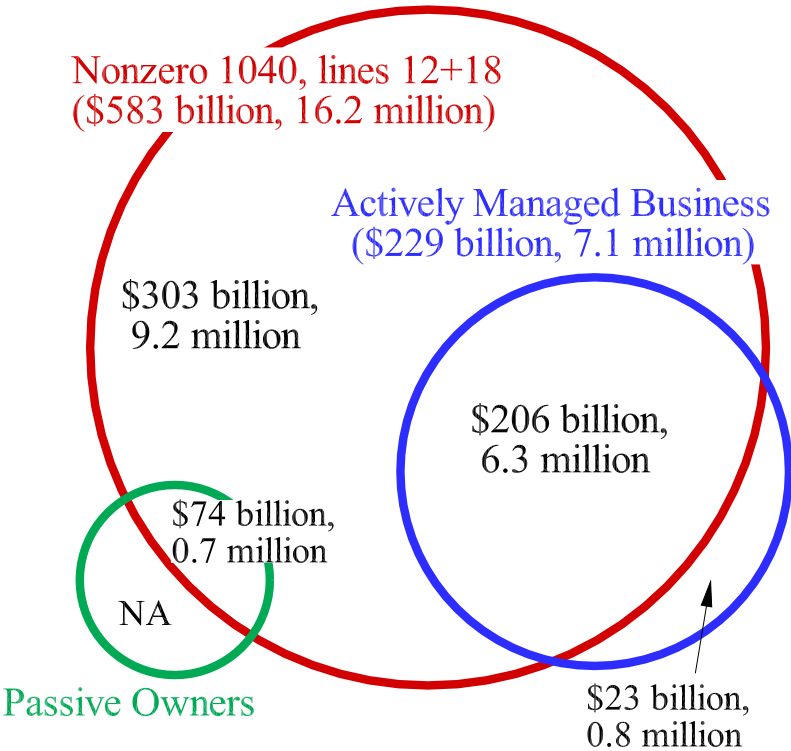 Nonzero 1040, lines 12+18
($583 billion, 16.2 million)
Actively Managed Business
($229 billion, 7.1 million)
$303 billion,
9.2 million
$206 billion,
6.3 million
$74 billion,
0.7 million
NA
Passive Owners
$23 billion,
0.8 million